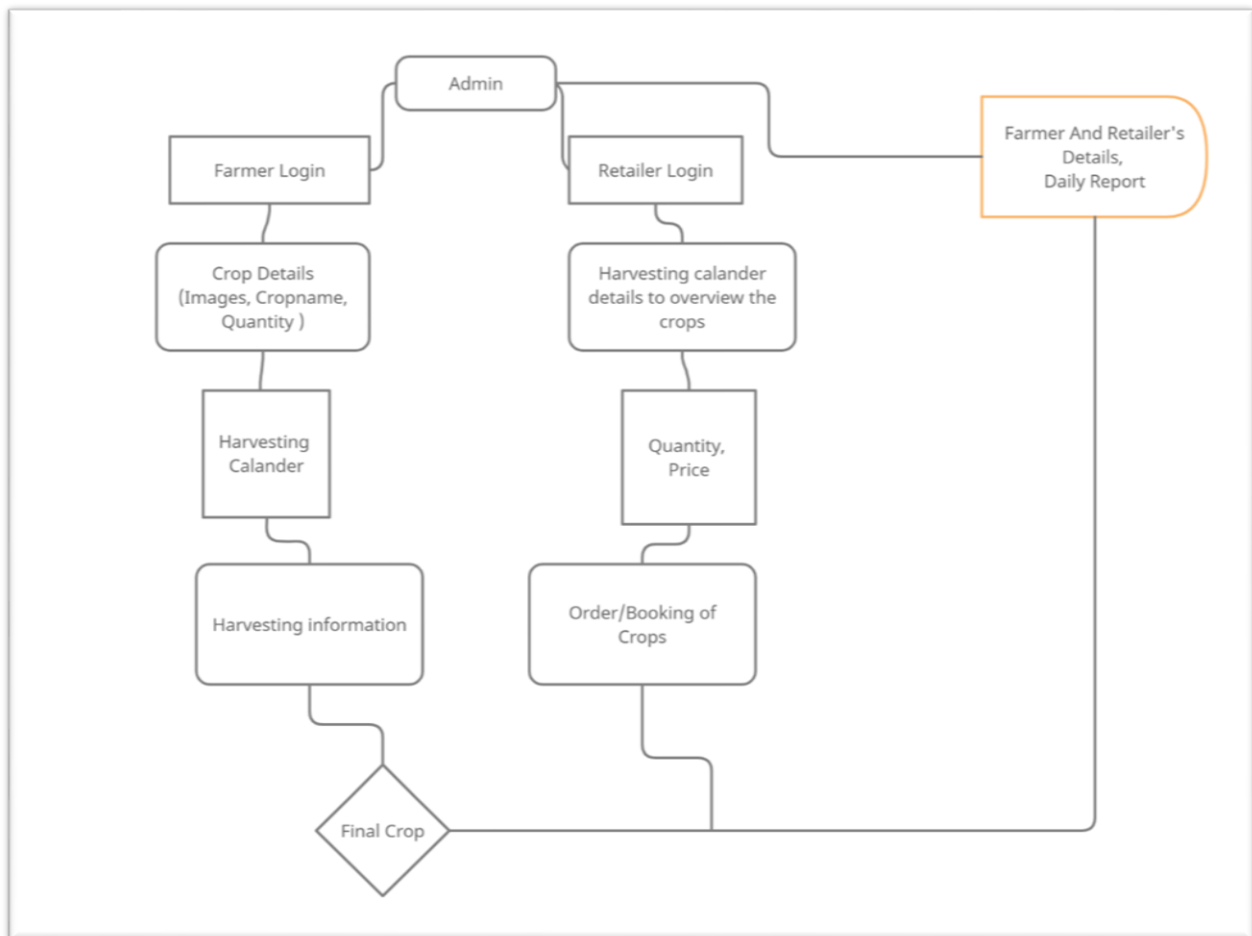 Admin
Farmer Login
Retailer Login
Farmer And Retailer's
Details,
Daily Report
Crop Details
(Images, Cropname,
Quantity )
Harvesting calander
details to overview the
crops
Harvesting
Calander
Quantity,
Price
Harvesting information
Order/Booking of
Crops
Final Crop